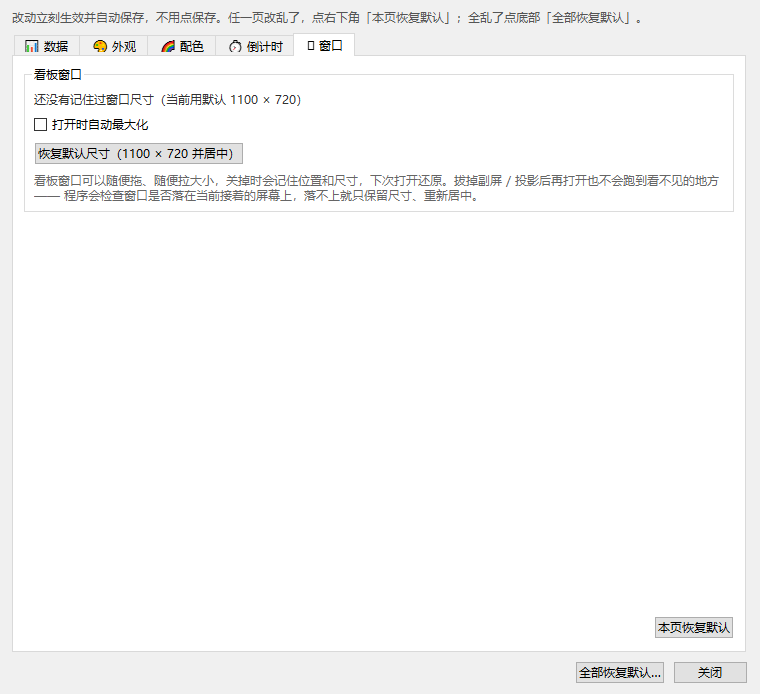 改动立刻生效并自动保存，不用点保存。任一页改乱了，点右下角「本页恢复默认」；全乱了点底部「全部恢复默认」。
数据 外观 配色 倒计时 窗口
看板窗口
还没有记住过窗口尺寸（当前用默认 1100 × 720）
打开时自动最大化
恢复默认尺寸（1100 × 720 并居中）
看板窗口可以随便拖、随便拉大小，关掉时会记住位置和尺寸，下次打开还原。拔掉副屏 / 投影后再打开也不会跑到看不见的地方
—— 程序会检查窗口是否落在当前接着的屏幕上，落不上就只保留尺寸、重新居中。
本页恢复默认
全部恢复默认... 关闭